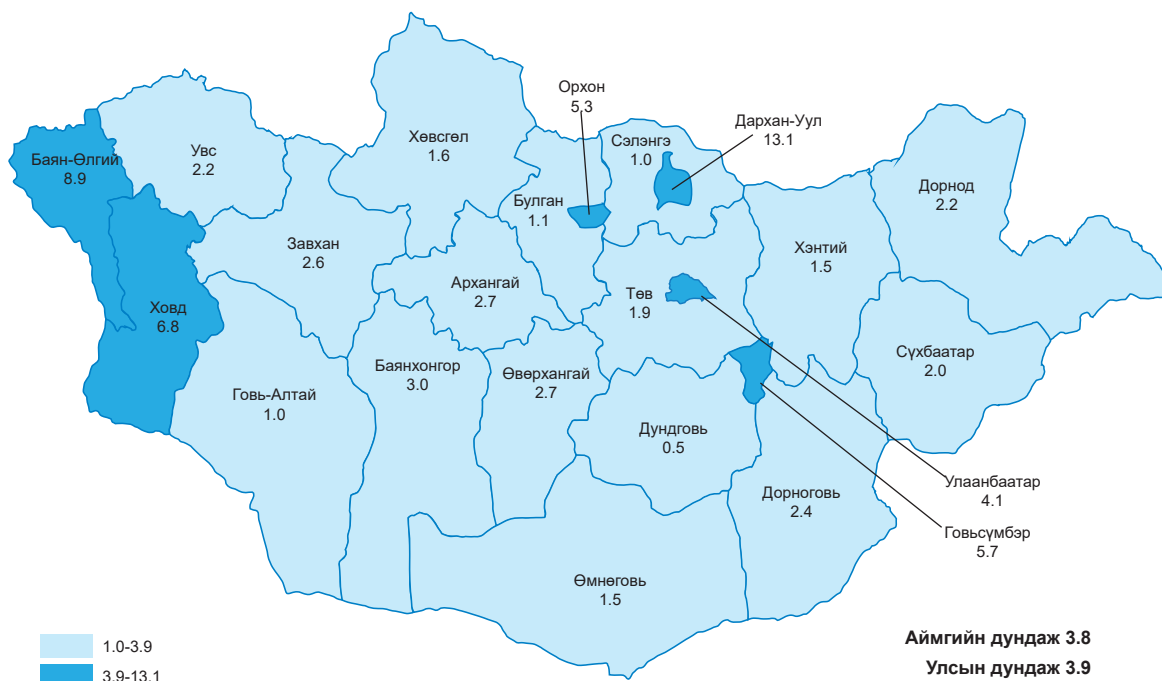 Орхон
5.3
Дархан-Уул
13.1
Хөвсгөл
1.6
Сэлэнгэ
1.0
Увс
2.2
Баян-Өлгий
8.9
Дорнод
2.2
Булган
1.1
Завхан
2.6
Хэнтий
1.5
Архангай
2.7
Төв
1.9
Ховд
6.8
Сүхбаатар
2.0
Баянхонгор
3.0
Өвөрхангай
2.7
Говь-Алтай
1.0
Дундговь
0.5
Улаанбаатар
4.1
Дорноговь
2.4
Говьсүмбэр
5.7
Өмнөговь
1.5
1.0-3.9
3.9-13.1
Аймгийн дундаж 3.8
Улсын дундаж 3.9